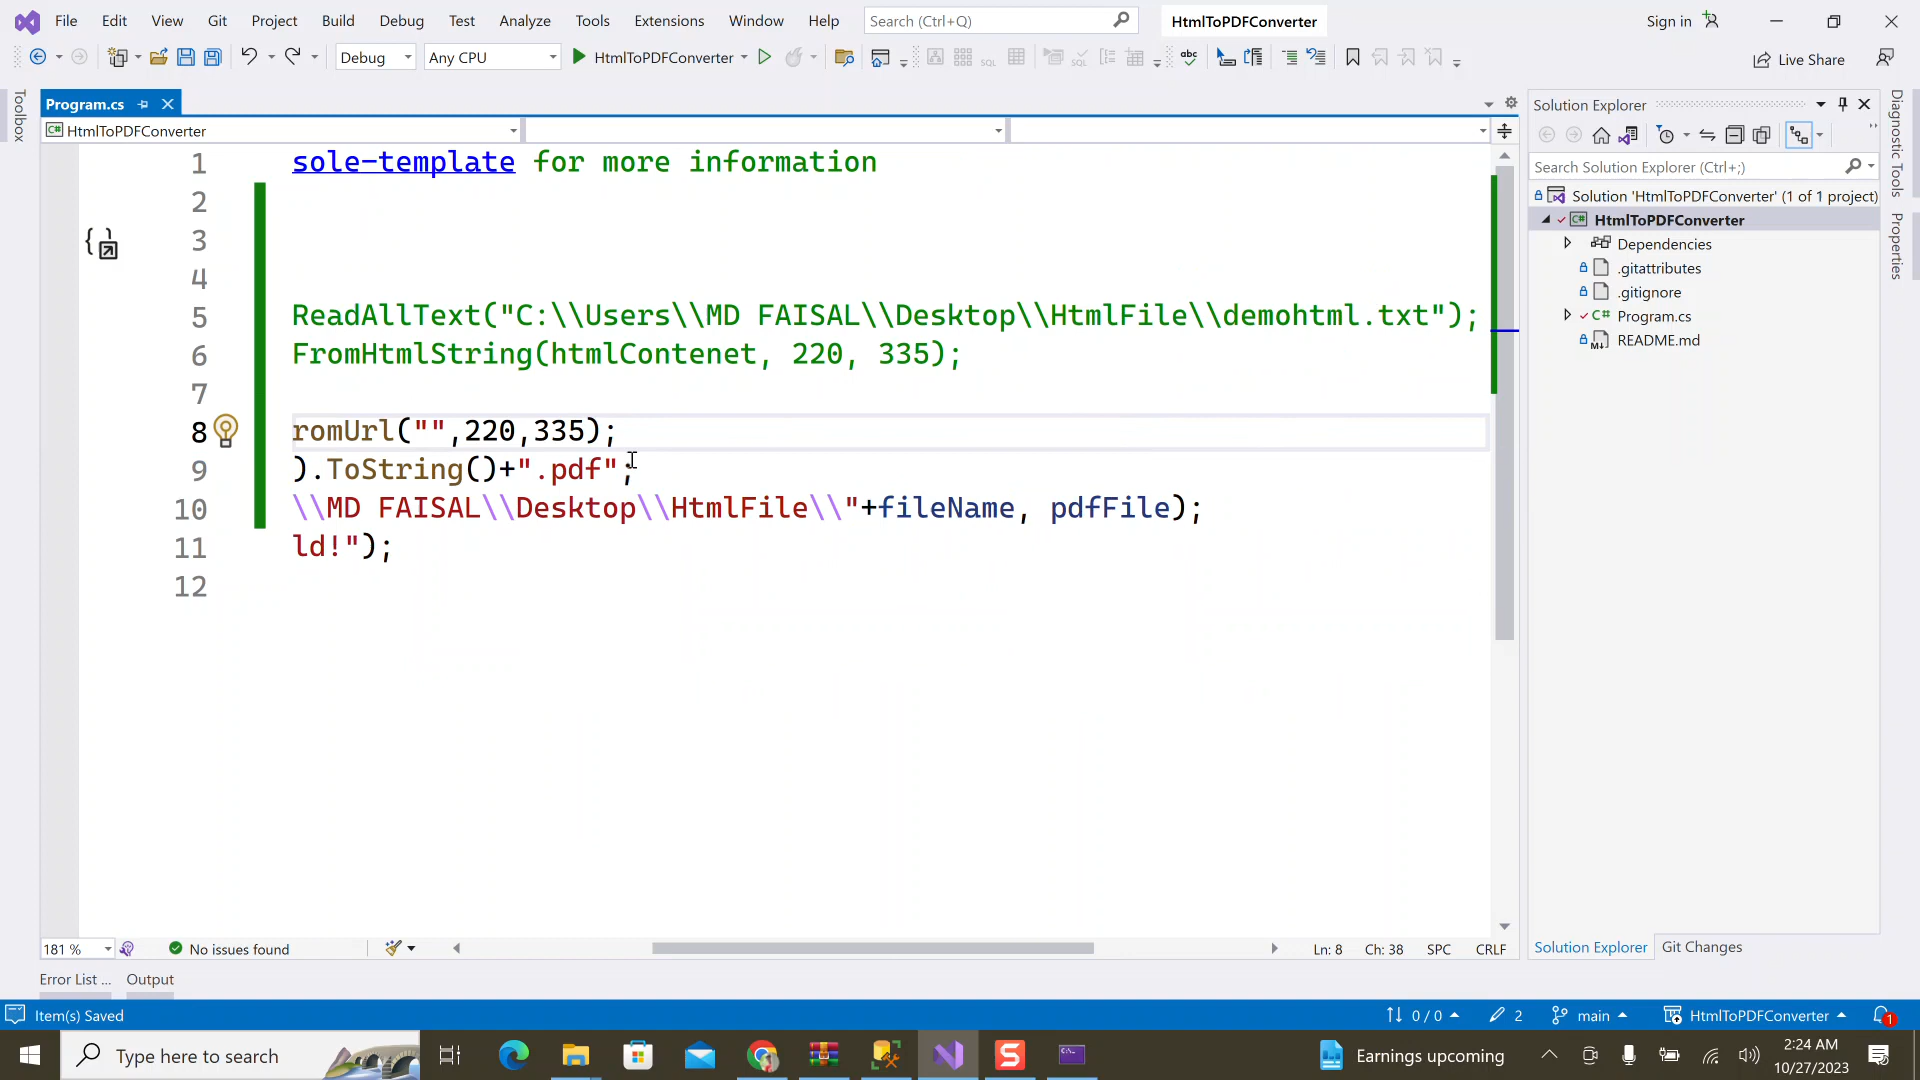 File Edit View Git Project Build Debug Test Analyze Tools Extensions Window Help Search (Ctrl+Q) HtmlToPDFConverter Sign in
Debug Any CPU HtmlToPDFConverter Live Share
Toolbox
Program.cs
HtmlToPDFConverter
1 sole-template for more information
2
3
4
5 ReadAllText("C:\\Users\\MD FAISAL\\Desktop\\HtmlFile\\demohtml.txt");
6 FromHtmlString(htmlContenet, 220, 335);
7
8 romUrl("",220,335);
9 ).ToString()+".pdf";
10 \\MD FAISAL\\Desktop\\HtmlFile\\"+fileName, pdfFile);
11 ld!");
12
181 % No issues found Ln: 8 Ch: 38 SPC CRLF
Solution Explorer
Search Solution Explorer (Ctrl+;)
Solution 'HtmlToPDFConverter' (1 of 1 project)
HtmlToPDFConverter
Dependencies
.gitattributes
.gitignore
Program.cs
README.md
Solution Explorer Git Changes
Diagnostic Tools
Properties
Error List ... Output
Item(s) Saved 0 / 0 2 main HtmlToPDFConverter 1
Type here to search Earnings upcoming 2:24 AM
10/27/2023